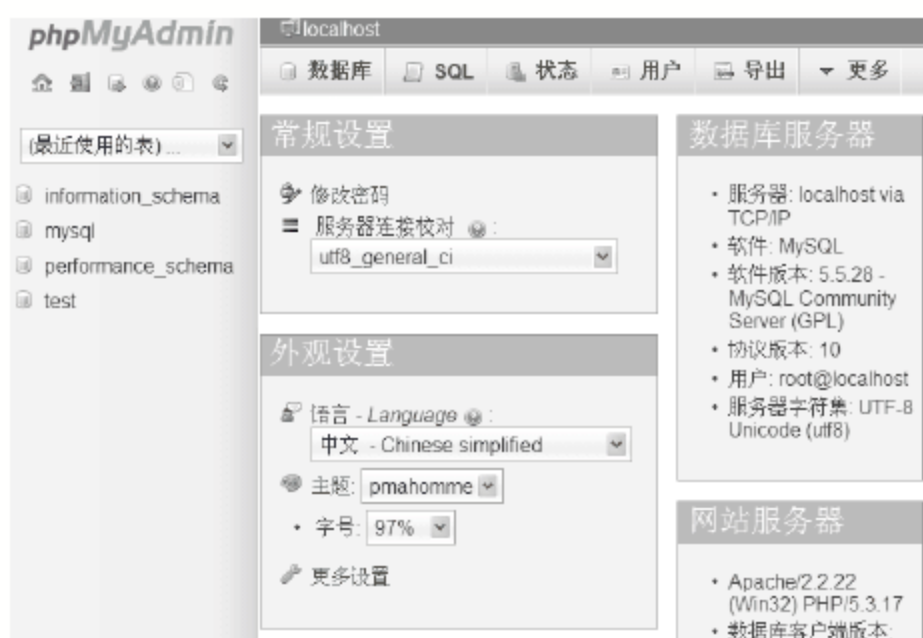 phpMyAdmin
(最近使用的表) ...
information_schema
mysql
performance_schema
test
localhost
数据库
SQL
状态
用户
导出
更多
常规设置
修改密码
服务器连接校对 :
utf8_general_ci
外观设置
语言 - Language :
中文 - Chinese simplified
主题: pmahomme
• 字号: 97%
更多设置
数据库服务器
• 服务器: localhost via
TCP/IP
• 软件: MySQL
• 软件版本: 5.5.28 -
MySQL Community
Server (GPL)
• 协议版本: 10
• 用户: root@localhost
• 服务器字符集: UTF-8
Unicode (utf8)
网站服务器
• Apache/2.2.22
(Win32) PHP/5.3.17
• 数据库客户端版本: